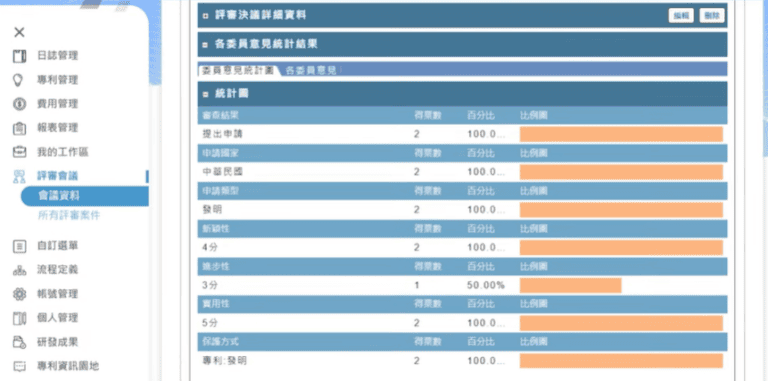 日誌管理
專利管理
費用管理
報表管理
我的工作區
評審會議
會議資料
所有評審案件
自訂選單
流程定義
帳號管理
個人管理
研發成果
專利資訊園地
評審決議詳細資料 編輯 刪除
各委員意見統計結果
委員意見統計圖 各委員意見
統計圖
審查結果 得票數 百分比 比例圖
提出申請 2 100.0...
申請國家 得票數 百分比 比例圖
中華民國 2 100.0...
申請類型 得票數 百分比 比例圖
發明 2 100.0...
新穎性 得票數 百分比 比例圖
4分 2 100.0...
進步性 得票數 百分比 比例圖
3分 1 50.00%
實用性 得票數 百分比 比例圖
5分 2 100.0...
保護方式 得票數 百分比 比例圖
專利:發明 2 100.0...